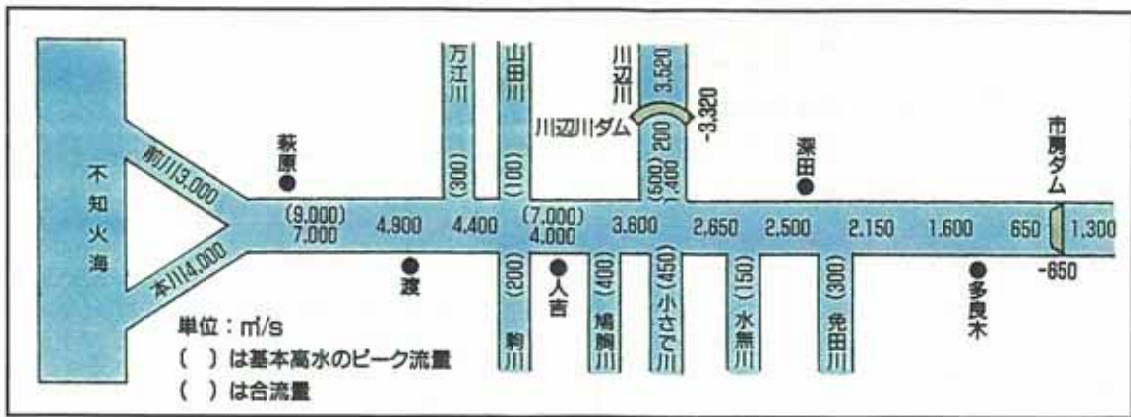 万江川
山田川
川辺川
3,520
川辺川ダム
-3,320
200
(500)
,400
(300)
(100)
萩原
深田
市房ダム
不知火海
前川3,000
本川4,000
(9,000)
7,000
4,900
4,400
(7,000)
4,000
3,600
2,650
2,500
2,150
1,600
650
1,300
-650
渡
人吉
多良木
(200)
駒川
(400)
鳩胸川
(450)
小さで川
(150)
水無川
(300)
免田川
単位：㎥/s
(　)は基本高水のピーク流量
(　)は合流量